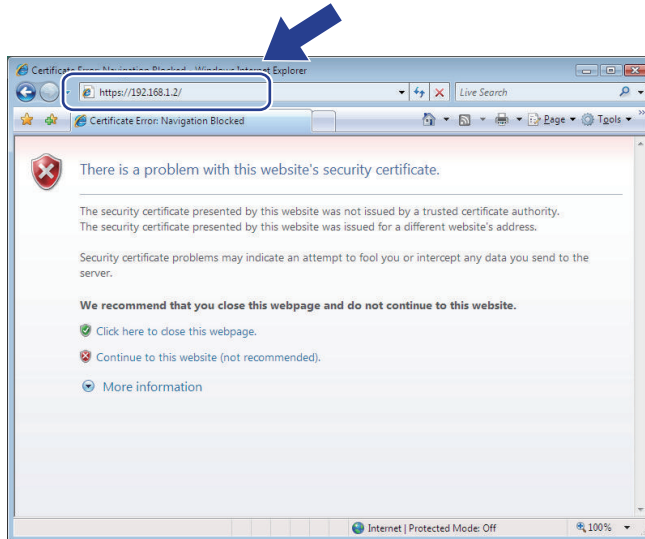 Certificate Error: Navigation Blocked - Windows Internet Explorer
https://192.168.1.2/
Live Search
Certificate Error: Navigation Blocked
Page
Tools
There is a problem with this website's security certificate.
The security certificate presented by this website was not issued by a trusted certificate authority.
The security certificate presented by this website was issued for a different website's address.
Security certificate problems may indicate an attempt to fool you or intercept any data you send to the
server.
We recommend that you close this webpage and do not continue to this website.
Click here to close this webpage.
Continue to this website (not recommended).
More information
Internet | Protected Mode: Off
100%